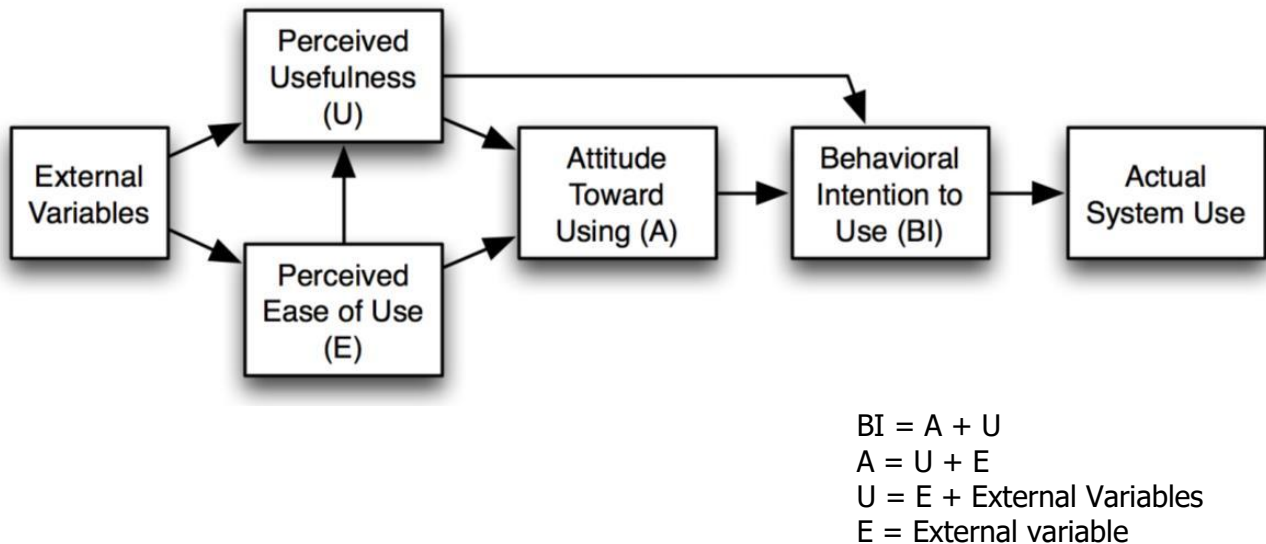 External
Variables
Perceived
Usefulness
(U)
Perceived
Ease of Use
(E)
Attitude
Toward
Using (A)
Behavioral
Intention to
Use (BI)
Actual
System Use
BI = A + U
A = U + E
U = E + External Variables
E = External variable